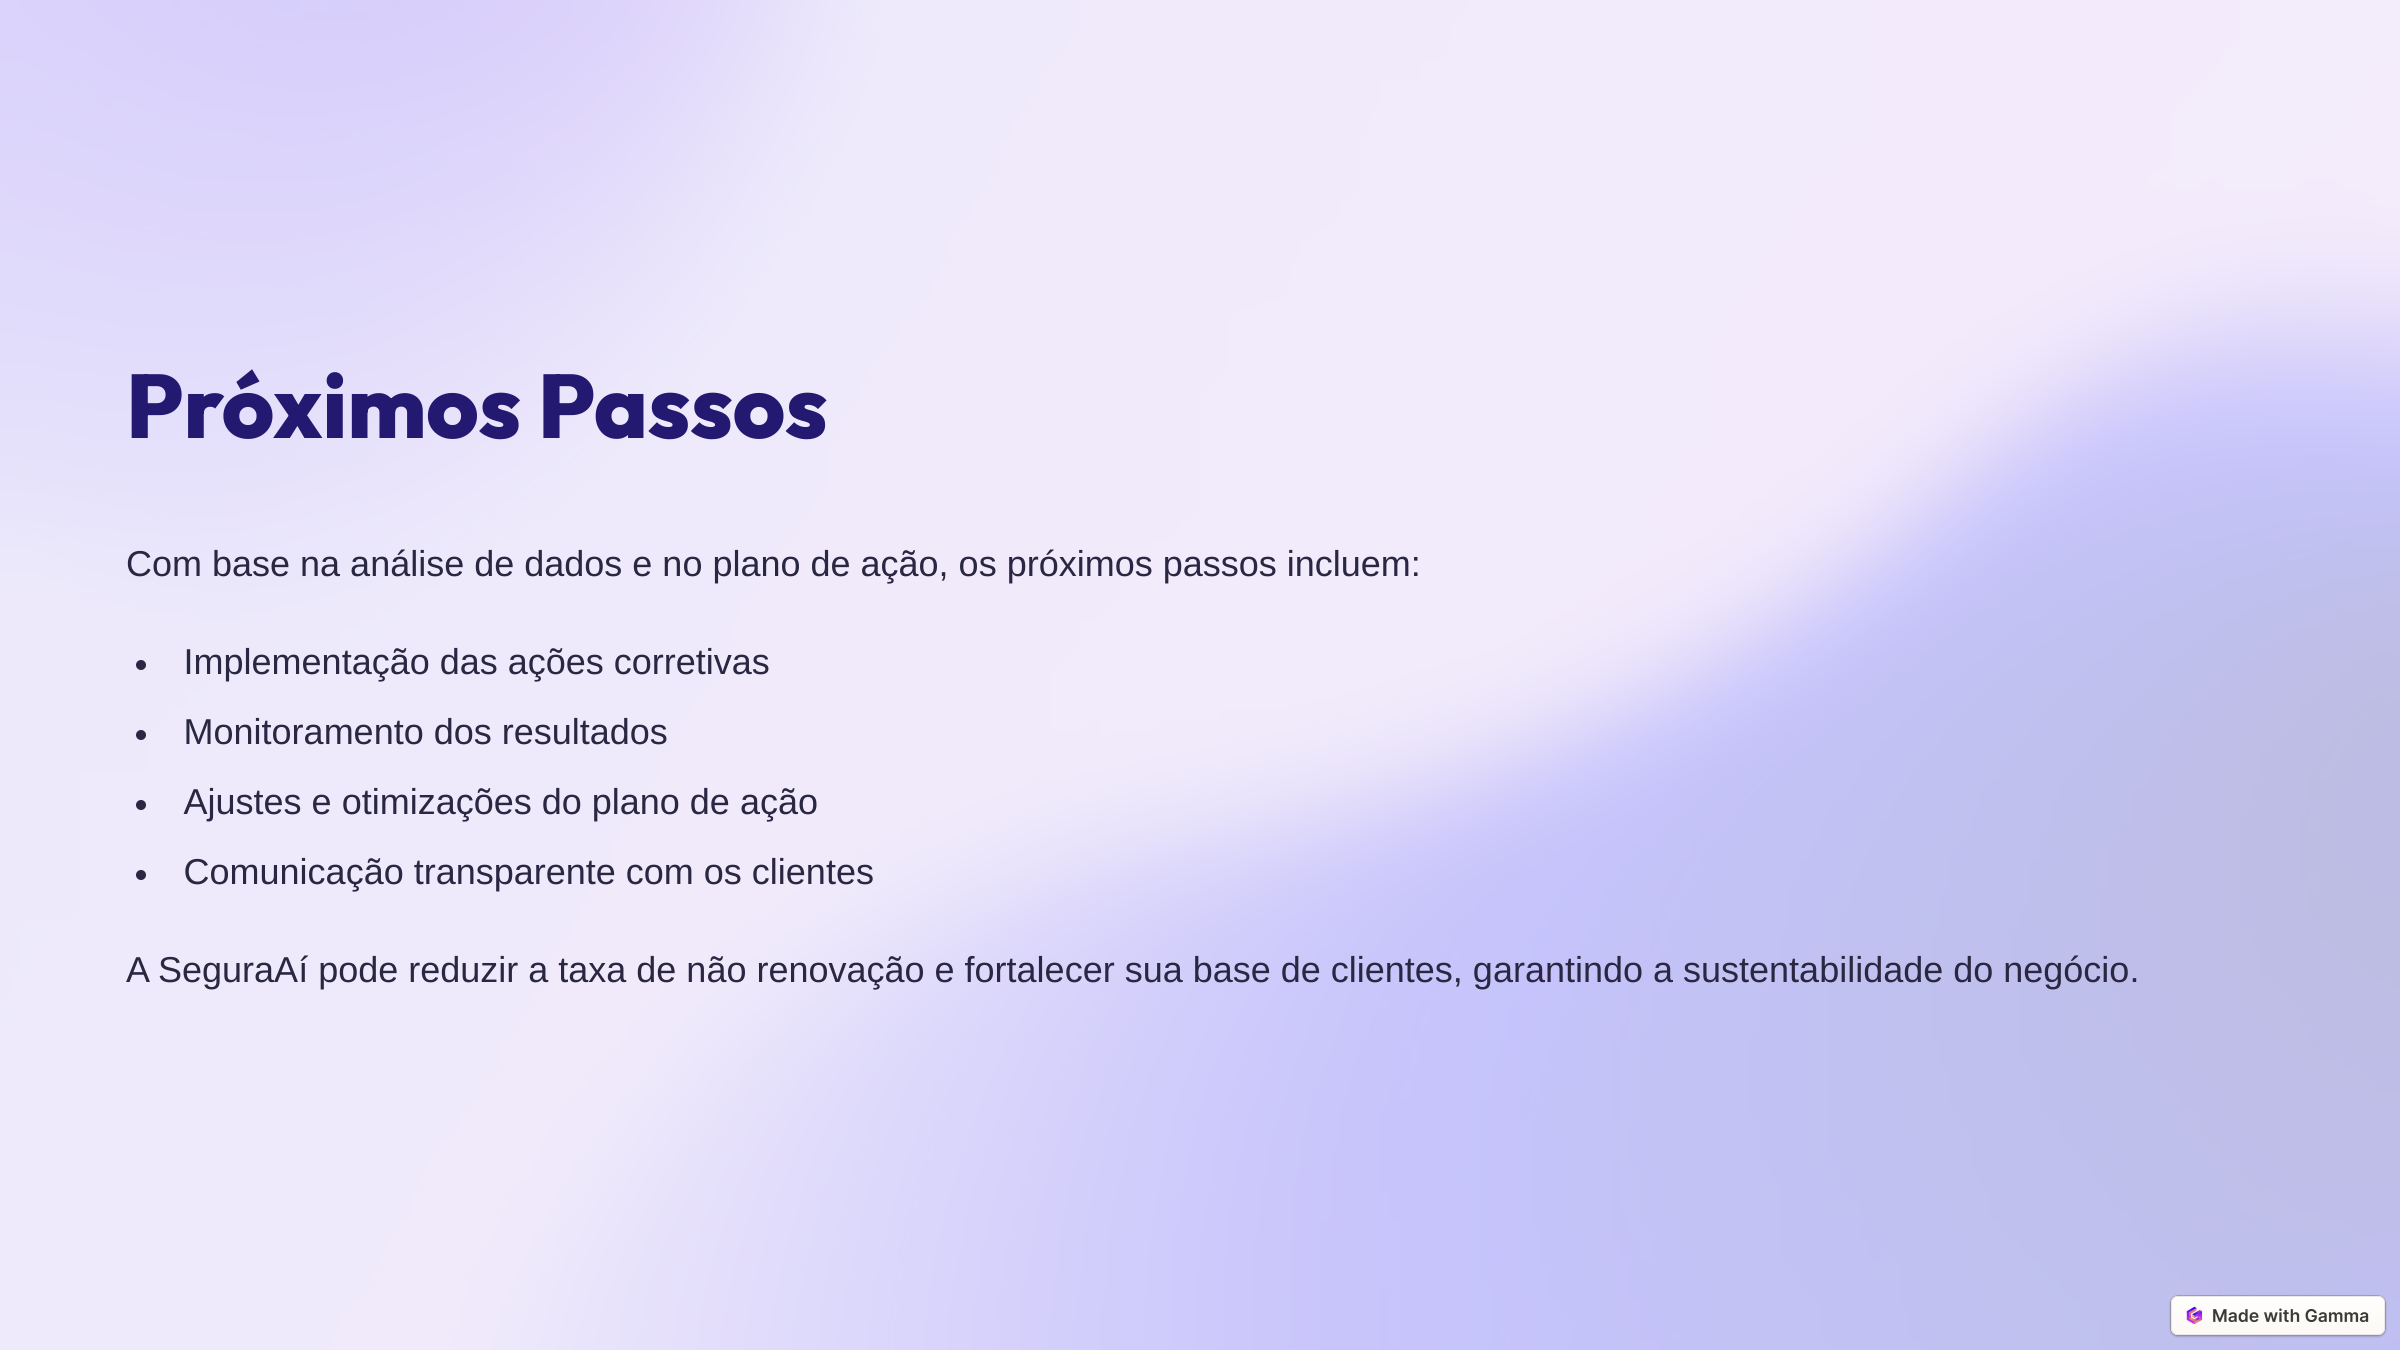 Próximos Passos
Com base na análise de dados e no plano de ação, os próximos passos incluem:
• Implementação das ações corretivas
• Monitoramento dos resultados
• Ajustes e otimizações do plano de ação
• Comunicação transparente com os clientes
A SeguraAí pode reduzir a taxa de não renovação e fortalecer sua base de clientes, garantindo a sustentabilidade do negócio.
Made with Gamma